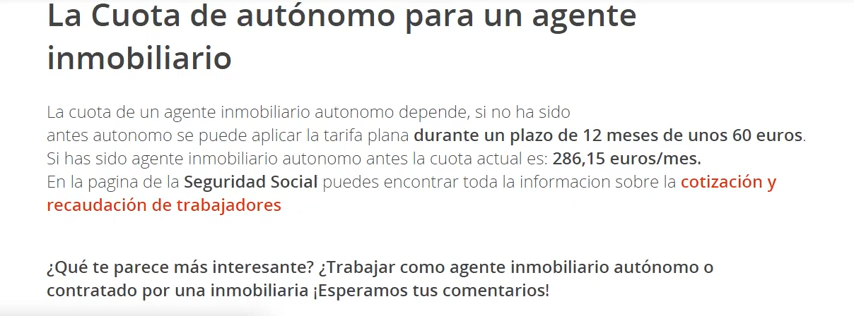 La Cuota de autónomo para un agente
inmobiliario
La cuota de un agente inmobiliario autonomo depende, si no ha sido
antes autonomo se puede aplicar la tarifa plana durante un plazo de 12 meses de unos 60 euros.
Si has sido agente inmobiliario autonomo antes la cuota actual es: 286,15 euros/mes.
En la pagina de la Seguridad Social puedes encontrar toda la informacion sobre la cotización y
recaudación de trabajadores
¿Qué te parece más interesante? ¿Trabajar como agente inmobiliario autónomo o
contratado por una inmobiliaria ¡Esperamos tus comentarios!